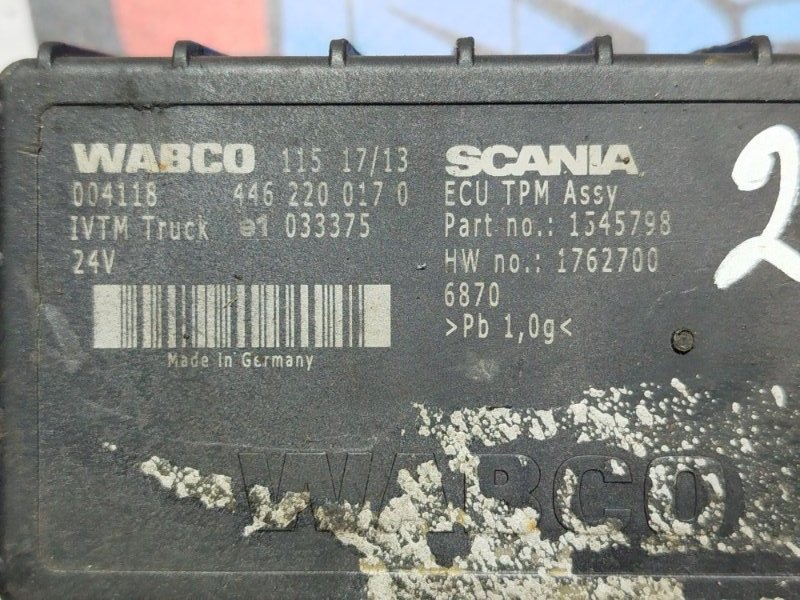 WABCO 115 17/13
004118 446 220 017 0
IVTM Truck e1 033375
24V
Made in Germany
SCANIA
ECU TPM Assy
Part no.: 1545798
HW no.: 1762700
6870
>Pb 1,0g<
2
WABCO